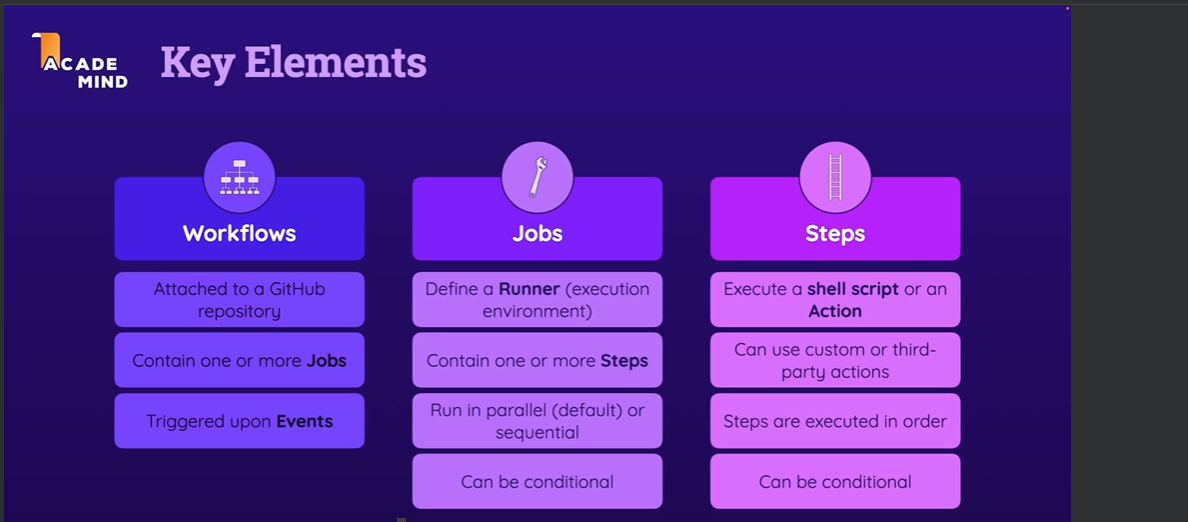 ACADE
MIND
Key Elements
Workflows
Attached to a GitHub
repository
Contain one or more Jobs
Triggered upon Events
Jobs
Define a Runner (execution
environment)
Contain one or more Steps
Run in parallel (default) or
sequential
Can be conditional
Steps
Execute a shell script or an
Action
Can use custom or third-
party actions
Steps are executed in order
Can be conditional